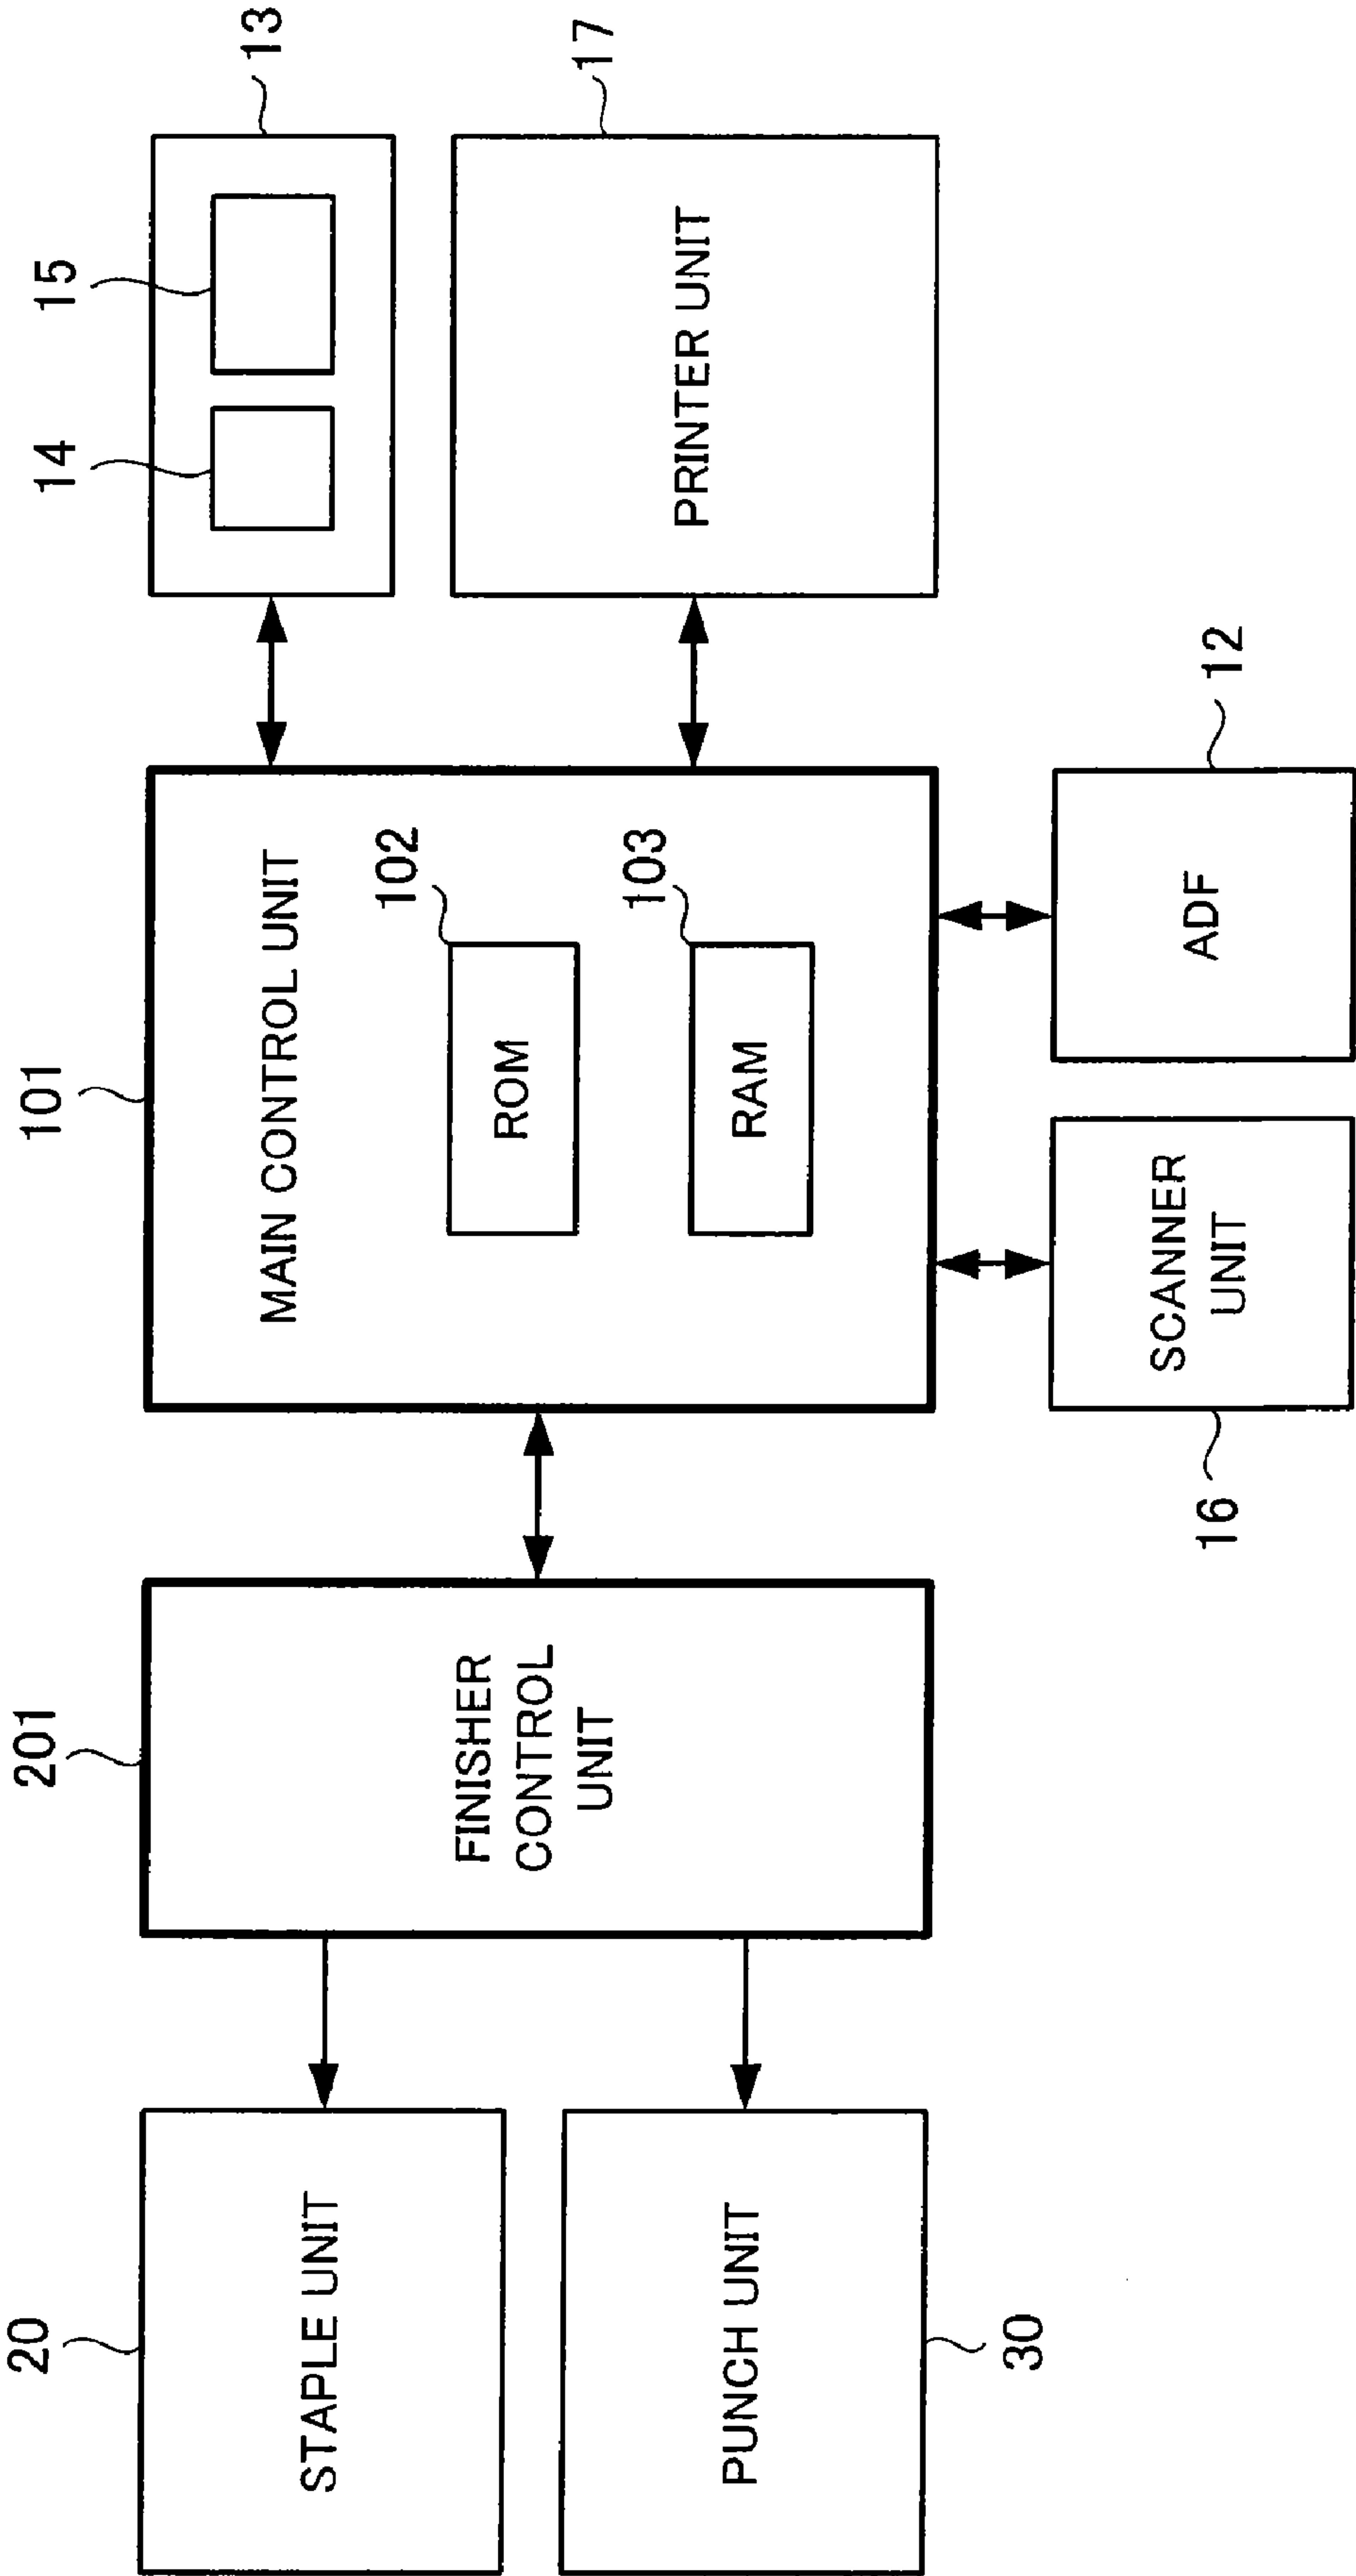 20
STAPLE UNIT
PUNCH UNIT
30
201
FINISHER
CONTROL
UNIT
101
MAIN CONTROL UNIT
102
ROM
103
RAM
16
SCANNER
UNIT
12
ADF
14
15
13
17
PRINTER UNIT